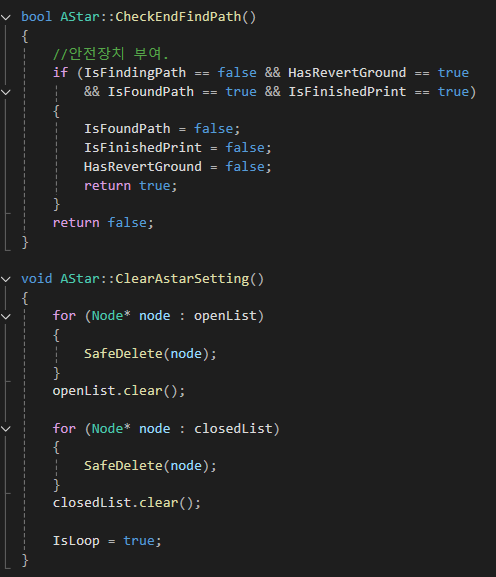 bool AStar::CheckEndFindPath()
{
    //안전장치 부여.
    if (IsFindingPath == false && HasRevertGround == true
        && IsFoundPath == true && IsFinishedPrint == true)
    {
        IsFoundPath = false;
        IsFinishedPrint = false;
        HasRevertGround = false;
        return true;
    }
    return false;
}

void AStar::ClearAstarSetting()
{
    for (Node* node : openList)
    {
        SafeDelete(node);
    }
    openList.clear();

    for (Node* node : closedList)
    {
        SafeDelete(node);
    }
    closedList.clear();

    IsLoop = true;
}